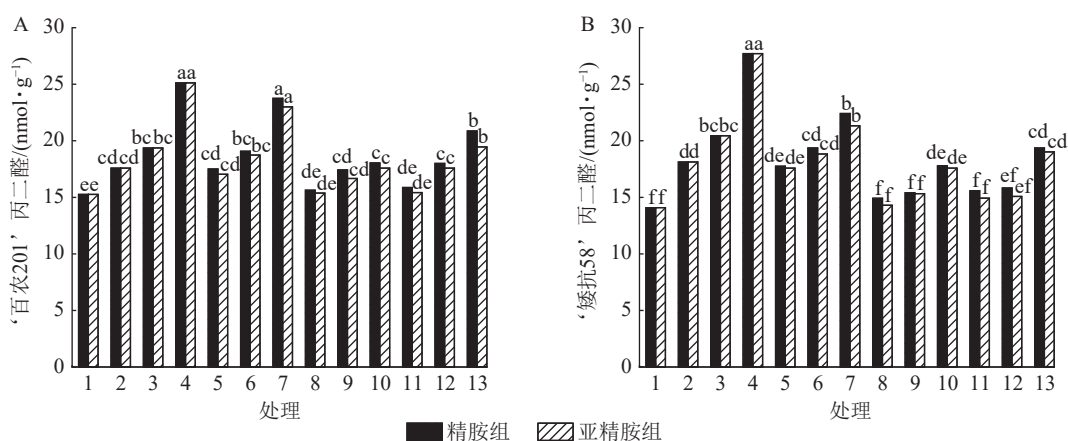 A
‘百农201’丙二醛/(nmol·g⁻¹)
30
25
20
15
10
5
0
ee
cd cd
bc bc
aa
cd cd
bc bc
a a
de de
cd cd
c c
de de
c c
b b
1 2 3 4 5 6 7 8 9 10 11 12 13
处理
B
‘矮抗58’丙二醛/(nmol·g⁻¹)
30
25
20
15
10
5
0
f f
dd
bc bc
aa
de de
cd cd
b b
f f
f f
de de
f f
ef ef
cd cd
1 2 3 4 5 6 7 8 9 10 11 12 13
处理
精胺组 亚精胺组